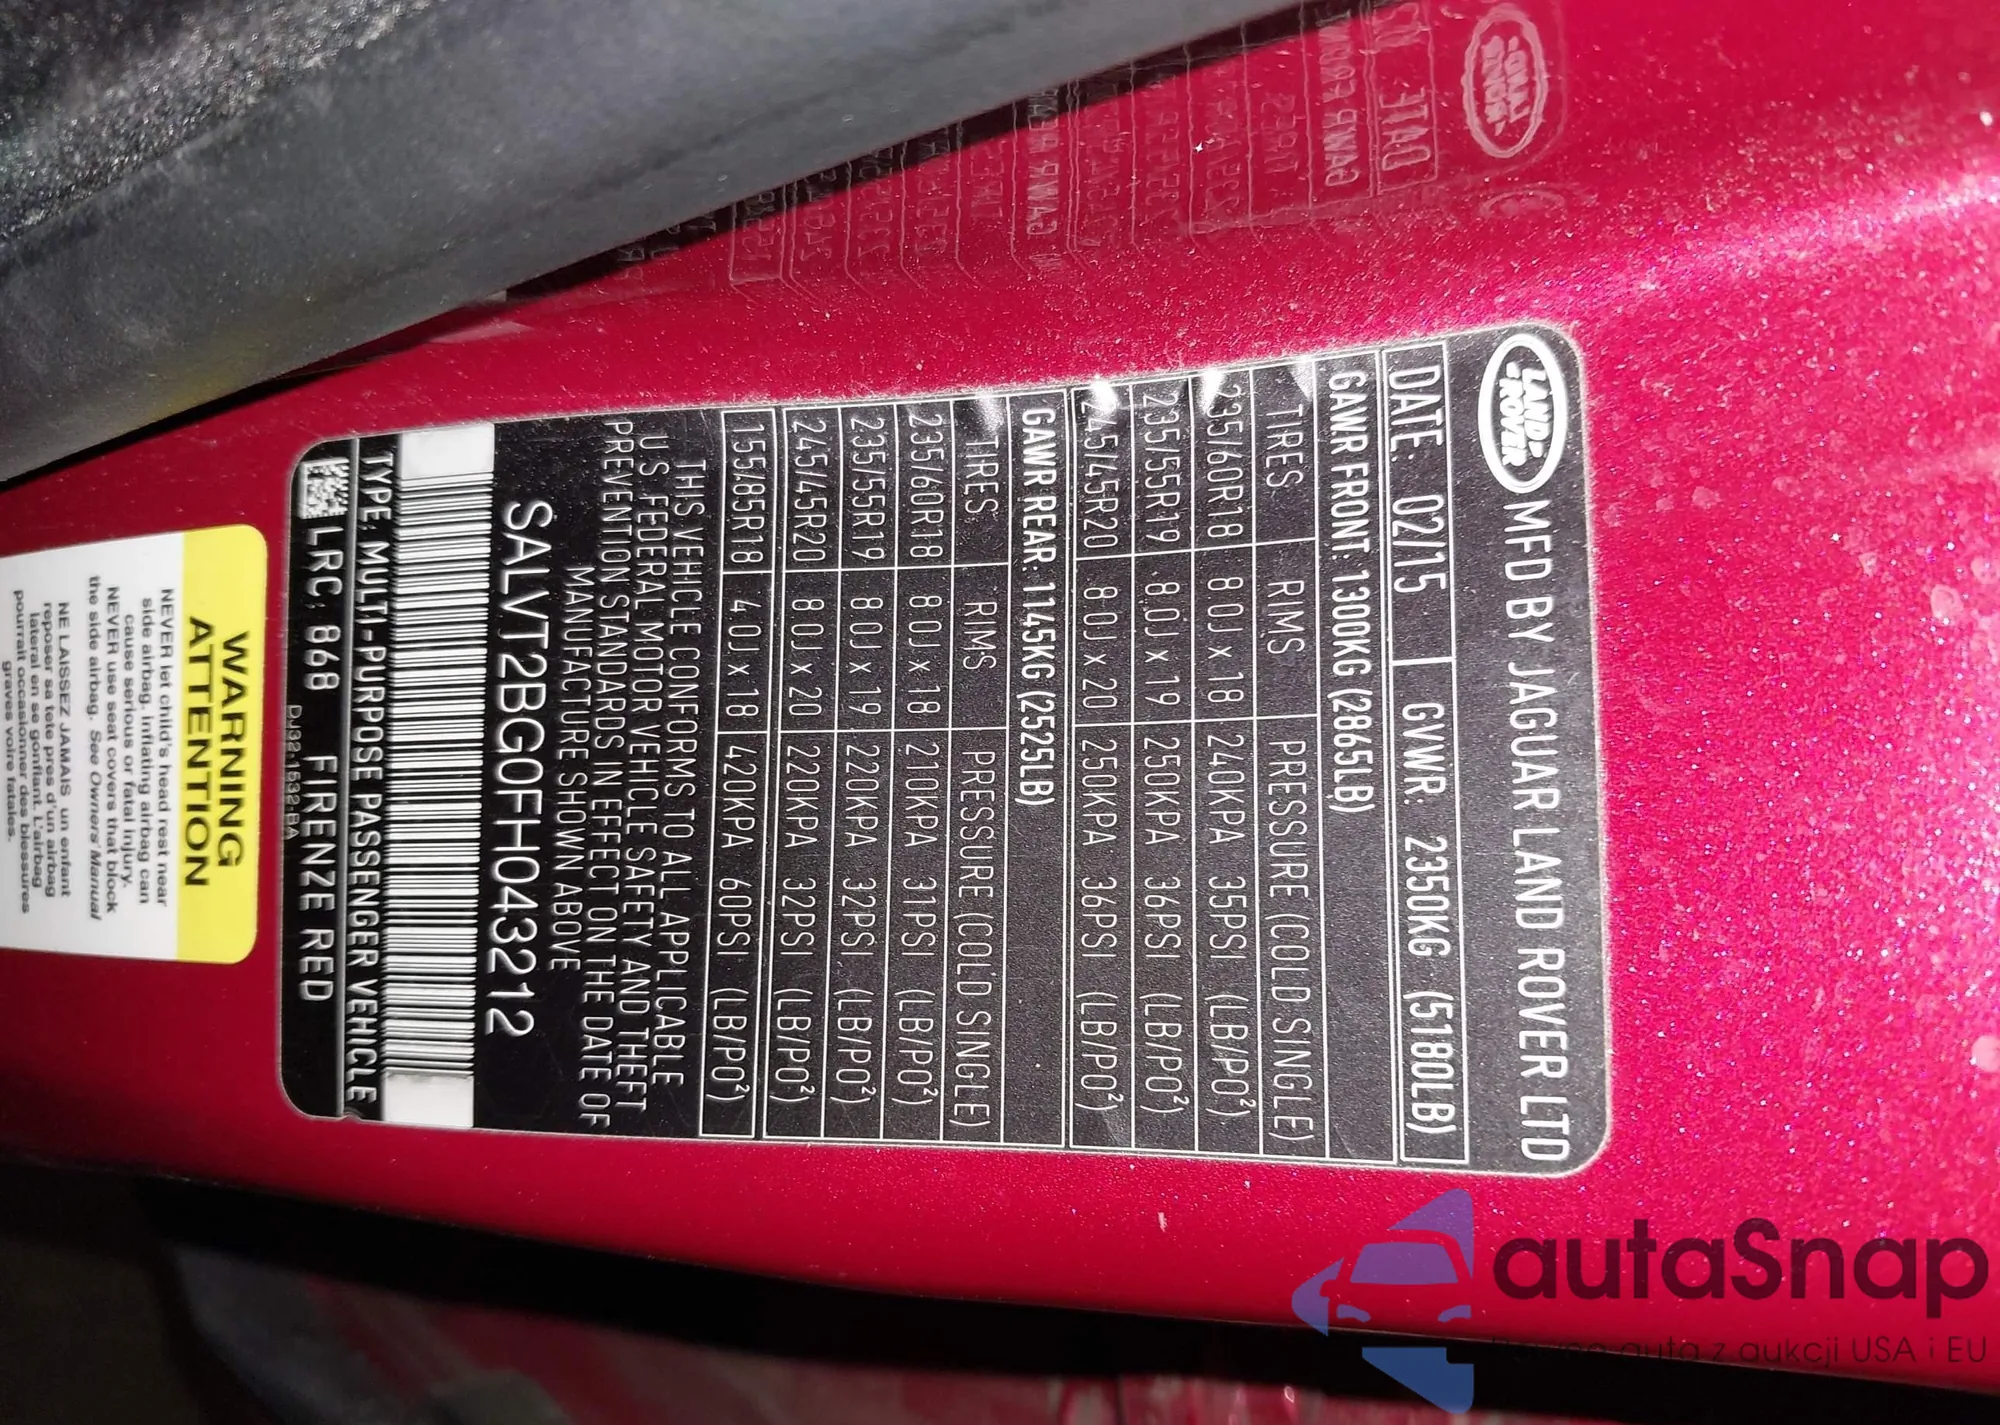 LAND ROVER MFD BY JAGUAR LAND ROVER LTD
DATE: 02/15 GVWR: 2350KG (5180LB)
GAWR FRONT: 1300KG (2865LB)
TIRES RIMS PRESSURE (COLD SINGLE)
235/60R18 8.0J x 18 240KPA 35PSI (LB/PO²)
235/55R19 8.0J x 19 250KPA 36PSI (LB/PO²)
245/45R20 8.0J x 20 250KPA 36PSI (LB/PO²)
GAWR REAR: 1145KG (2525LB)
TIRES RIMS PRESSURE (COLD SINGLE)
235/60R18 8.0J x 18 210KPA 31PSI (LB/PO²)
235/55R19 8.0J x 19 220KPA 32PSI (LB/PO²)
245/45R20 8.0J x 20 220KPA 32PSI (LB/PO²)
155/85R18 4.0J x 18 420KPA 60PSI (LB/PO²)
THIS VEHICLE CONFORMS TO ALL APPLICABLE
U.S. FEDERAL MOTOR VEHICLE SAFETY AND THEFT
PREVENTION STANDARDS IN EFFECT ON THE DATE OF
MANUFACTURE SHOWN ABOVE
SALVT2BG0FH043212
TYPE: MULTI-PURPOSE PASSENGER VEHICLE
LRC: 868 FIRENZE RED
WARNING
ATTENTION
NEVER let child's head rest near
side airbag. Inflating airbag can
cause serious or fatal injury.
NEVER use seat covers that block
the side airbag. See Owners Manual
NE LAISSEZ JAMAIS un enfant
reposer sa tete pres d'un airbag
lateral en se gonflant. L'airbag
pourrait occasionner des blessures
graves voire fatales.
autaSnap
auta z aukcji USA i EU